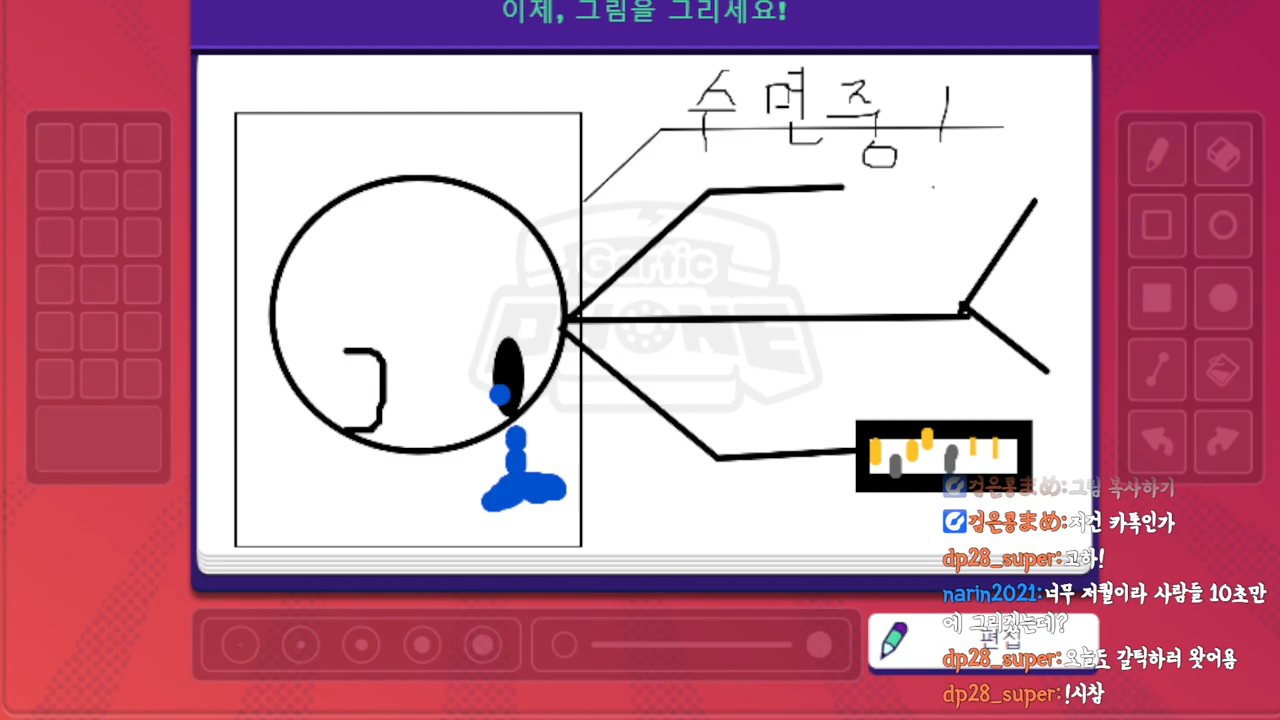 이제, 그림을 그리세요!
수면중 !
Gartic
PHONE
검은콩まめ:그림 복사하기
검은콩まめ:저건 카톡인가
dp28_super:고하!
narin2021:너무 저퀄이라 사람들 10초만
에 그리겠는데?
편집
dp28_super:오늘도 갈틱하러 왓어용
dp28_super:!시참